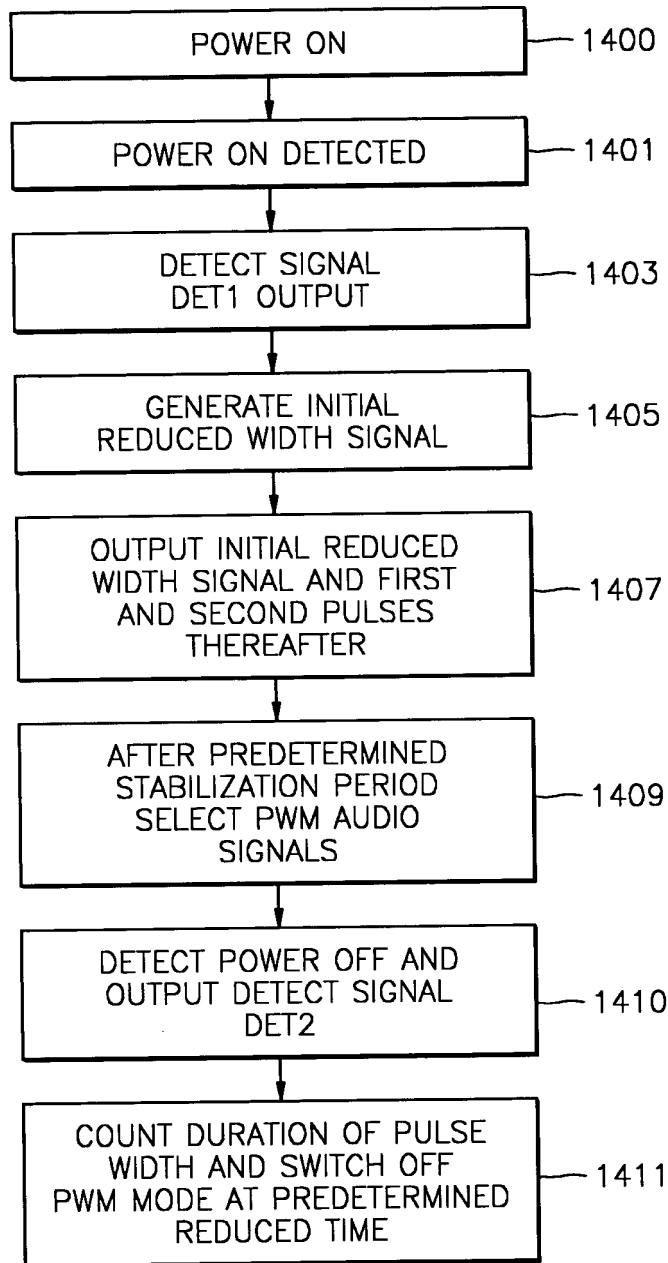 POWER ON
1400
POWER ON DETECTED
1401
DETECT SIGNAL
DET1 OUTPUT
1403
GENERATE INITIAL
REDUCED WIDTH SIGNAL
1405
OUTPUT INITIAL REDUCED
WIDTH SIGNAL AND FIRST
AND SECOND PULSES
THEREAFTER
1407
AFTER PREDETERMINED
STABILIZATION PERIOD
SELECT PWM AUDIO
SIGNALS
1409
DETECT POWER OFF AND
OUTPUT DETECT SIGNAL
DET2
1410
COUNT DURATION OF PULSE
WIDTH AND SWITCH OFF
PWM MODE AT PREDETERMINED
REDUCED TIME
1411